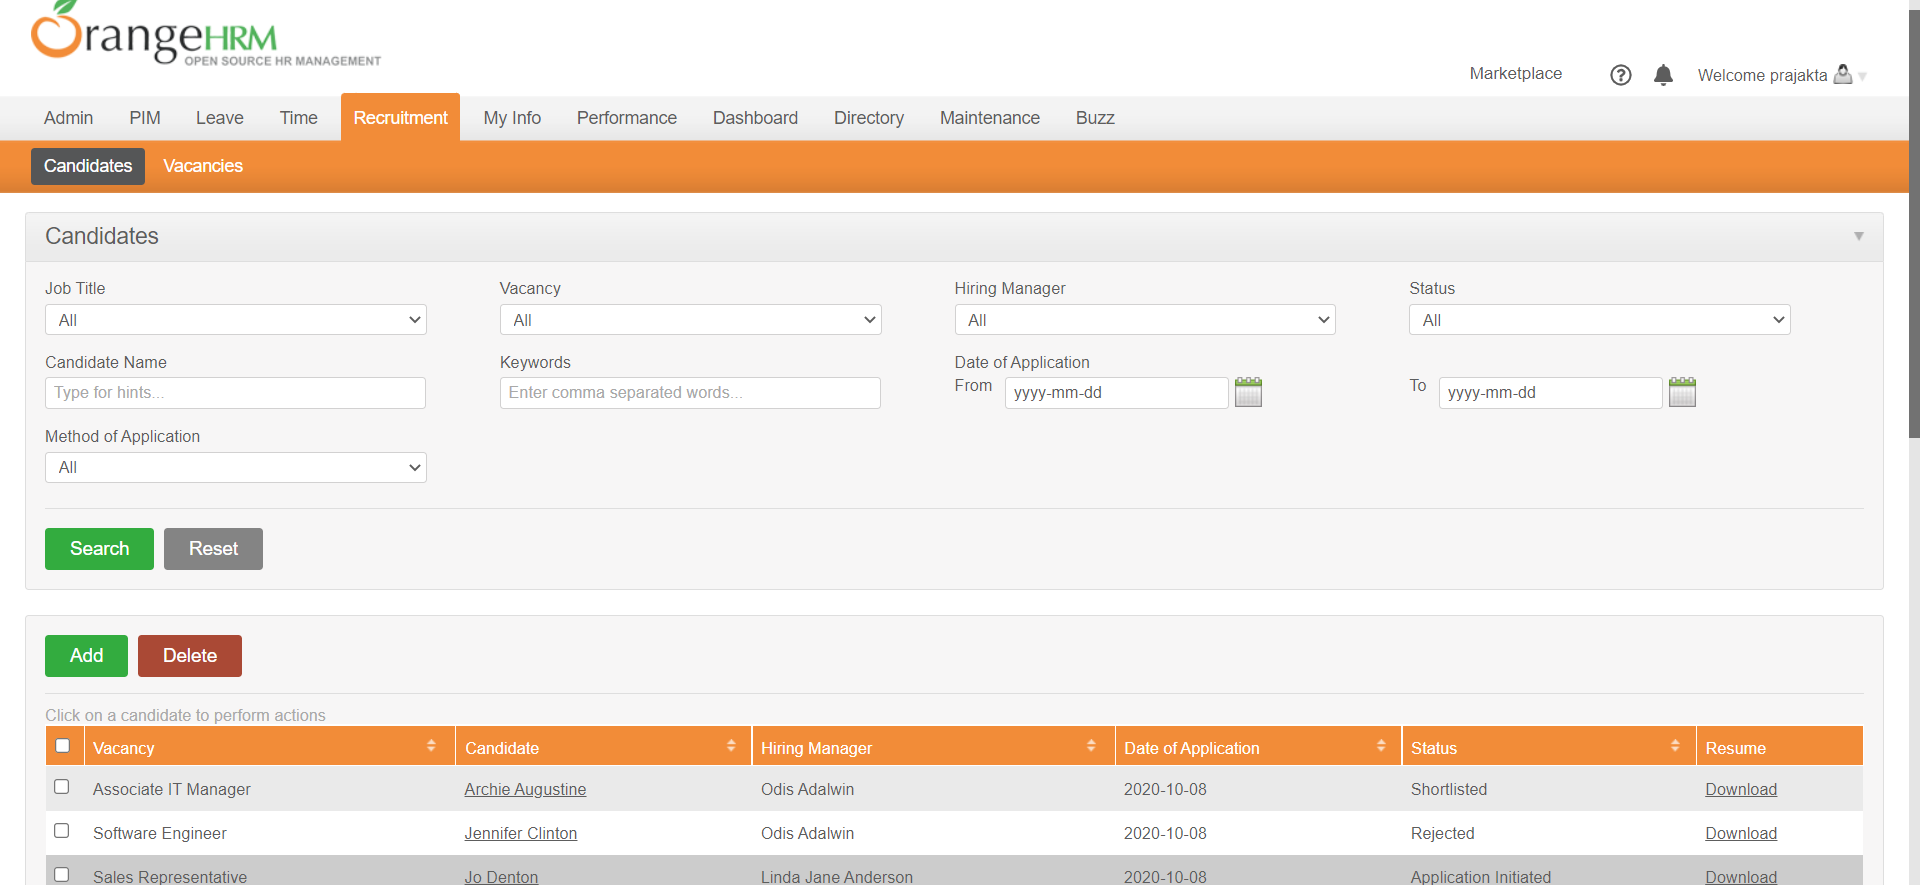 OrangeHRM
OPEN SOURCE HR MANAGEMENT
Marketplace ? Welcome prajakta
Admin PIM Leave Time Recruitment My Info Performance Dashboard Directory Maintenance Buzz
Candidates Vacancies
Candidates
Job Title Vacancy Hiring Manager Status
All All All All
Candidate Name Keywords Date of Application
Type for hints... Enter comma separated words... From yyyy-mm-dd To yyyy-mm-dd
Method of Application
All
Search Reset
Add Delete
Click on a candidate to perform actions
Vacancy Candidate Hiring Manager Date of Application Status Resume
Associate IT Manager Archie Augustine Odis Adalwin 2020-10-08 Shortlisted Download
Software Engineer Jennifer Clinton Odis Adalwin 2020-10-08 Rejected Download
Sales Representative Jo Denton Linda Jane Anderson 2020-10-08 Application Initiated Download